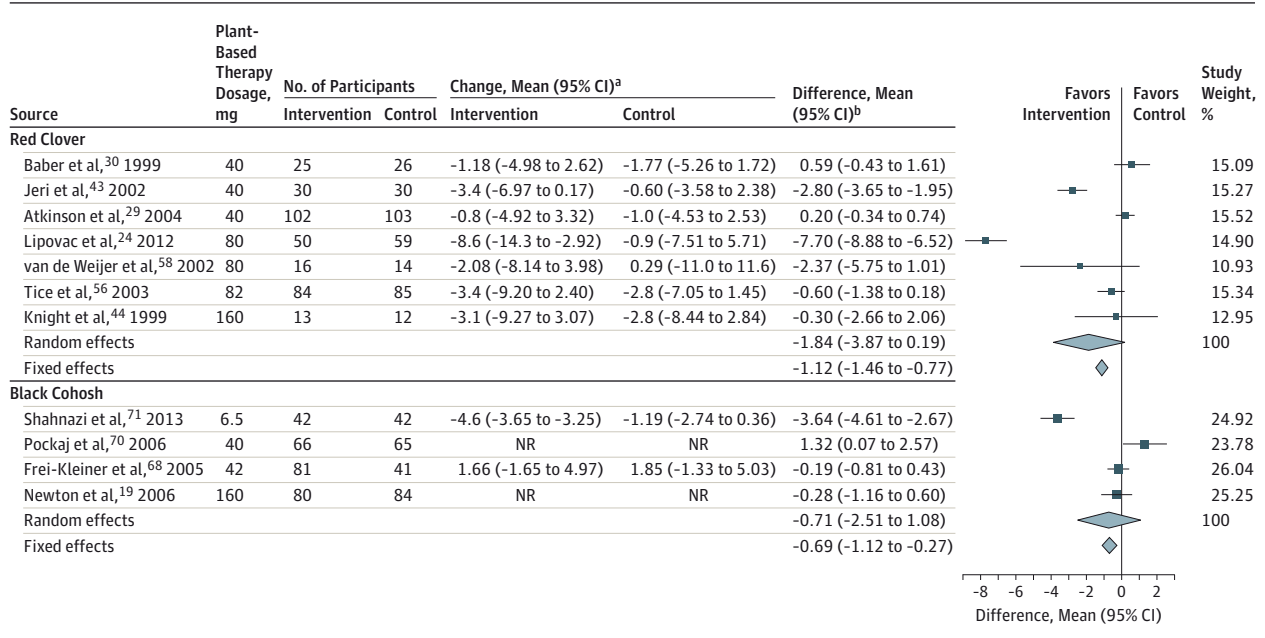 Plant-
Based
Therapy
Dosage,
mg
No. of Participants
Change, Mean (95% CI)a
Difference, Mean
(95% CI)b
Favors
Intervention
Favors
Control
Study
Weight,
%
Source
Intervention Control Intervention Control
Red Clover
Baber et al,30 1999 40 25 26 -1.18 (-4.98 to 2.62) -1.77 (-5.26 to 1.72) 0.59 (-0.43 to 1.61) 15.09
Jeri et al,43 2002 40 30 30 -3.4 (-6.97 to 0.17) -0.60 (-3.58 to 2.38) -2.80 (-3.65 to -1.95) 15.27
Atkinson et al,29 2004 40 102 103 -0.8 (-4.92 to 3.32) -1.0 (-4.53 to 2.53) 0.20 (-0.34 to 0.74) 15.52
Lipovac et al,24 2012 80 50 59 -8.6 (-14.3 to -2.92) -0.9 (-7.51 to 5.71) -7.70 (-8.88 to -6.52) 14.90
van de Weijer et al,58 2002 80 16 14 -2.08 (-8.14 to 3.98) 0.29 (-11.0 to 11.6) -2.37 (-5.75 to 1.01) 10.93
Tice et al,56 2003 82 84 85 -3.4 (-9.20 to 2.40) -2.8 (-7.05 to 1.45) -0.60 (-1.38 to 0.18) 15.34
Knight et al,44 1999 160 13 12 -3.1 (-9.27 to 3.07) -2.8 (-8.44 to 2.84) -0.30 (-2.66 to 2.06) 12.95
Random effects -1.84 (-3.87 to 0.19) 100
Fixed effects -1.12 (-1.46 to -0.77)
Black Cohosh
Shahnazi et al,71 2013 6.5 42 42 -4.6 (-3.65 to -3.25) -1.19 (-2.74 to 0.36) -3.64 (-4.61 to -2.67) 24.92
Pockaj et al,70 2006 40 66 65 NR NR 1.32 (0.07 to 2.57) 23.78
Frei-Kleiner et al,68 2005 42 81 41 1.66 (-1.65 to 4.97) 1.85 (-1.33 to 5.03) -0.19 (-0.81 to 0.43) 26.04
Newton et al,19 2006 160 80 84 NR NR -0.28 (-1.16 to 0.60) 25.25
Random effects -0.71 (-2.51 to 1.08) 100
Fixed effects -0.69 (-1.12 to -0.27)
-8 -6 -4 -2 0 2
Difference, Mean (95% CI)